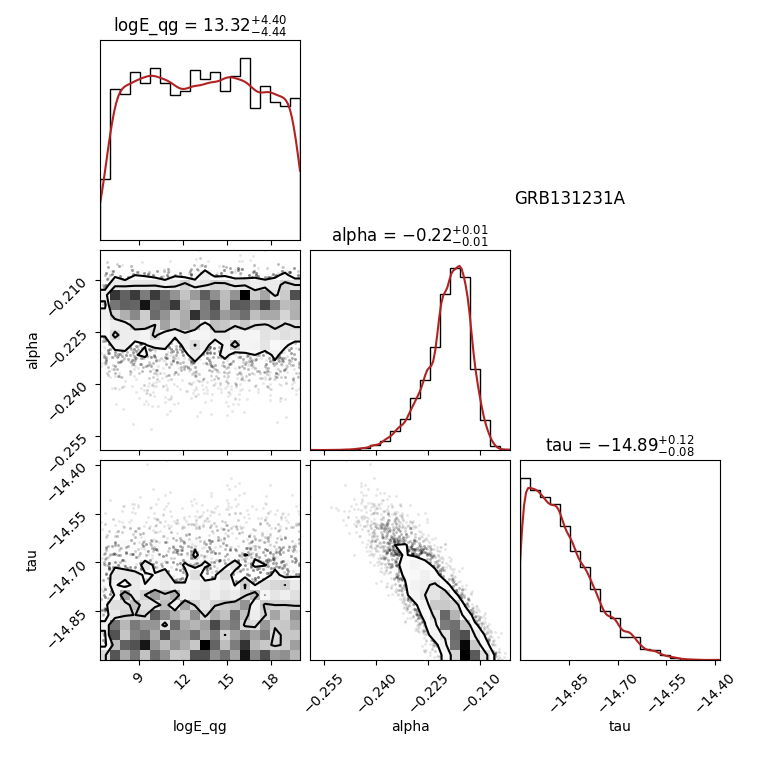 logE_qg = 13.32^{+4.40}_{−4.44}
GRB131231A
alpha = −0.22^{+0.01}_{−0.01}
−0.210
−0.225
−0.240
−0.255
alpha
tau = −14.89^{+0.12}_{−0.08}
−14.40
−14.55
−14.70
−14.85
tau
9 12 15 18
−0.255 −0.240 −0.225 −0.210
−14.85 −14.70 −14.55 −14.40
logE_qg alpha tau